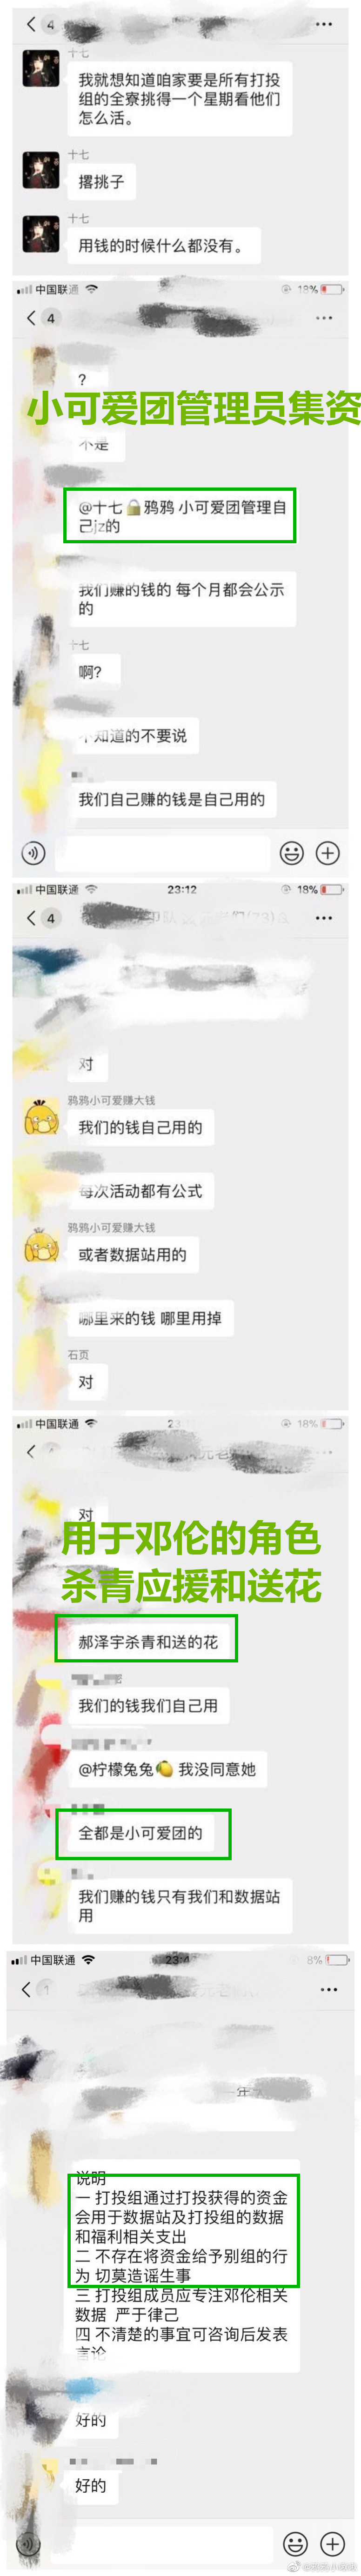 4
十七
我就想知道咱家要是所有打投
组的全寮挑得一个星期看他们
怎么活。
十七
撂挑子
十七
用钱的时候什么都没有。
中国联通
18%
4
?
小可爱团管理员集资
不是
@十七🔒鸦鸦 小可爱团管理自
己jz的
我们赚的钱的 每个月都会公示
的
十七
啊?
不知道的不要说
我们自己赚的钱是自己用的
中国联通
23:12
18%
4
对
鸦鸦小可爱赚大钱
我们的钱自己用的
每次活动都有公式
鸦鸦小可爱赚大钱
或者数据站用的
哪里来的钱 哪里用掉
石页
对
中国联通
18%
对
用于邓伦的角色
杀青应援和送花
郝泽宇杀青和送的花
我们的钱我们自己用
@柠檬兔兔🍋 我没同意她
全都是小可爱团的
我们赚的钱只有我们和数据站
用
中国联通
23:4
8%
1
说明
一 打投组通过打投获得的资金
会用于数据站及打投组的数据
和福利相关支出
二 不存在将资金给予别组的行
为 切莫造谣生事
三 打投组成员应专注邓伦相关
数据 严于律己
四 不清楚的事宜可咨询后发表
言论
好的
好的